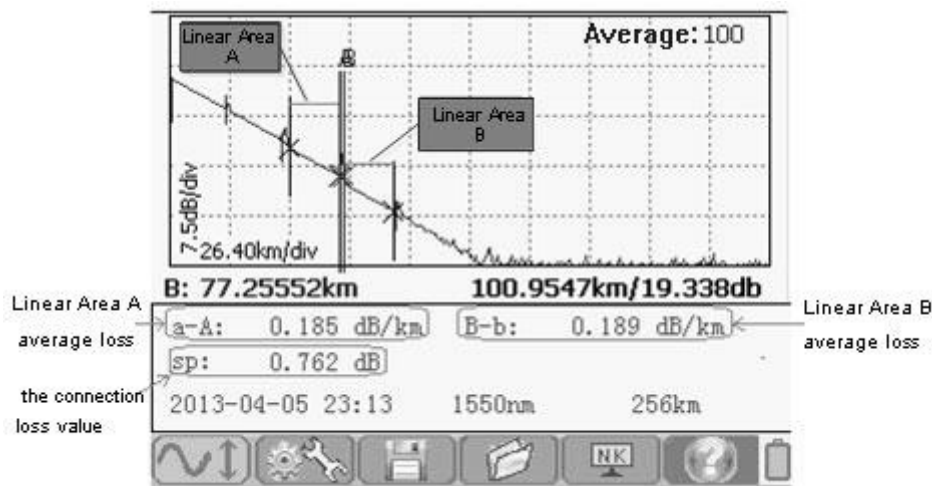 Linear Area
A
Average: 100
Linear Area
B
7.5dB/div
26.40km/div
B: 77.25552km 100.9547km/19.338db
Linear Area A
average loss
a-A: 0.185 dB/km B-b: 0.189 dB/km
Linear Area B
average loss
sp: 0.762 dB
the connection
loss value
2013-04-05 23:13 1550nm 256km
NK
?